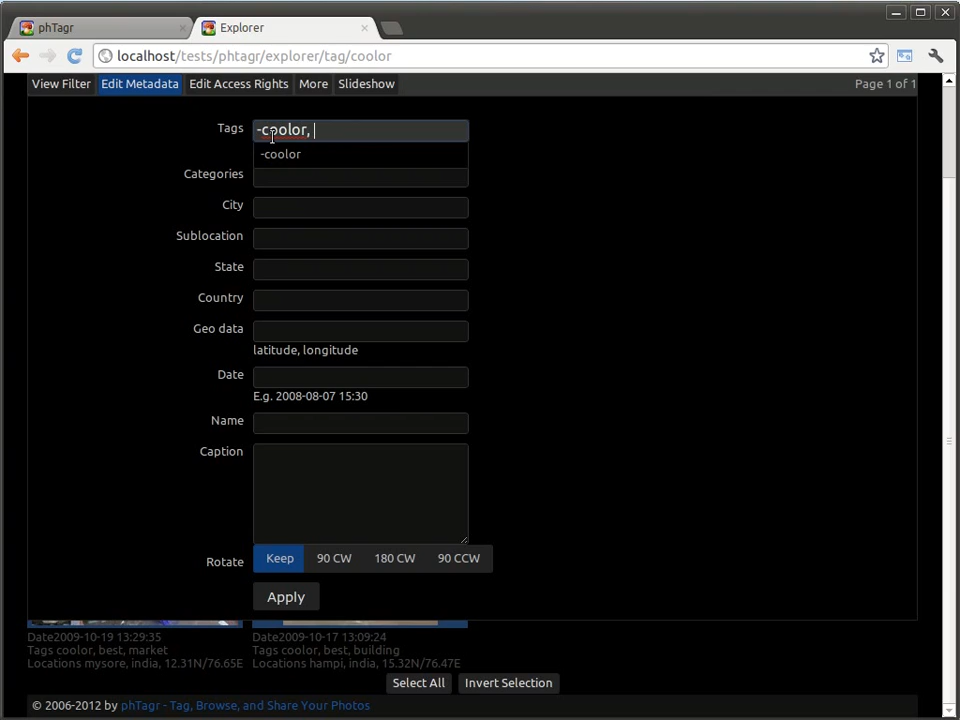 phTagr
Explorer
localhost/tests/phtagr/explorer/tag/coolor
View Filter Edit Metadata Edit Access Rights More Slideshow Page 1 of 1
Tags -coolor,
-coolor
Categories
City
Sublocation
State
Country
Geo data
latitude, longitude
Date
E.g. 2008-08-07 15:30
Name
Caption
Rotate Keep 90 CW 180 CW 90 CCW
Apply
Date2009-10-19 13:29:35
Tags coolor, best, market
Locations mysore, india, 12.31N/76.65E
Date2009-10-17 13:09:24
Tags coolor, best, building
Locations hampi, india, 15.32N/76.47E
Select All Invert Selection
© 2006-2012 by phTagr - Tag, Browse, and Share Your Photos